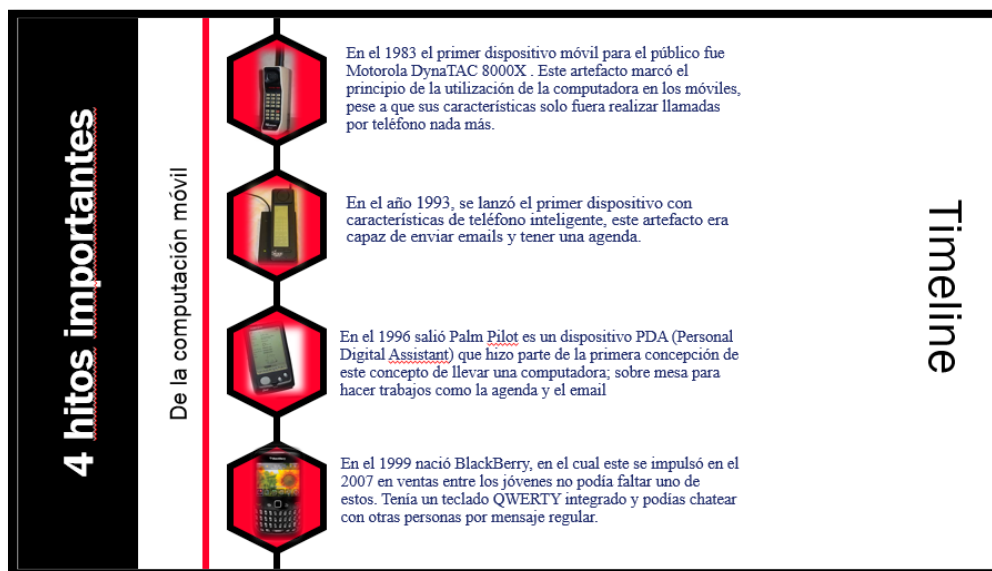 4 hitos importantes
De la computación móvil
En el 1983 el primer dispositivo móvil para el público fue
Motorola DynaTAC 8000X . Este artefacto marcó el
principio de la utilización de la computadora en los móviles,
pese a que sus características solo fuera realizar llamadas
por teléfono nada más.
En el año 1993, se lanzó el primer dispositivo con
características de teléfono inteligente, este artefacto era
capaz de enviar emails y tener una agenda.
En el 1996 salió Palm Pilot es un dispositivo PDA (Personal
Digital Assistant) que hizo parte de la primera concepción de
este concepto de llevar una computadora; sobre mesa para
hacer trabajos como la agenda y el email
En el 1999 nació BlackBerry, en el cual este se impulsó en el
2007 en ventas entre los jóvenes no podía faltar uno de
estos. Tenía un teclado QWERTY integrado y podías chatear
con otras personas por mensaje regular.
Timeline